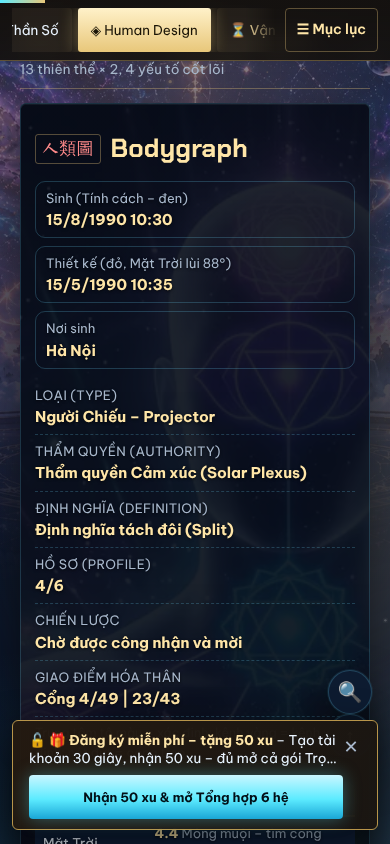 Thần Số
◈ Human Design
⏳ Vận
☰ Mục lục
13 thiên thể × 2, 4 yếu tố cốt lõi
人類圖 Bodygraph
Sinh (Tính cách – đen)
15/8/1990 10:30
Thiết kế (đỏ, Mặt Trời lùi 88°)
15/5/1990 10:35
Nơi sinh
Hà Nội
LOẠI (TYPE)
Người Chiếu – Projector
THẨM QUYỀN (AUTHORITY)
Thẩm quyền Cảm xúc (Solar Plexus)
ĐỊNH NGHĨA (DEFINITION)
Định nghĩa tách đôi (Split)
HỒ SƠ (PROFILE)
4/6
CHIẾN LƯỢC
Chờ được công nhận và mời
GIAO ĐIỂM HÓA THÂN
Cổng 4/49 | 23/43
🔓 🎁 Đăng ký miễn phí – tặng 50 xu – Tạo tài
khoản 30 giây, nhận 50 xu – đủ mở cả gói Trọ...
✕
Nhận 50 xu & mở Tổng hợp 6 hệ
Mặt Trời
4.4 Mông muội – tìm công